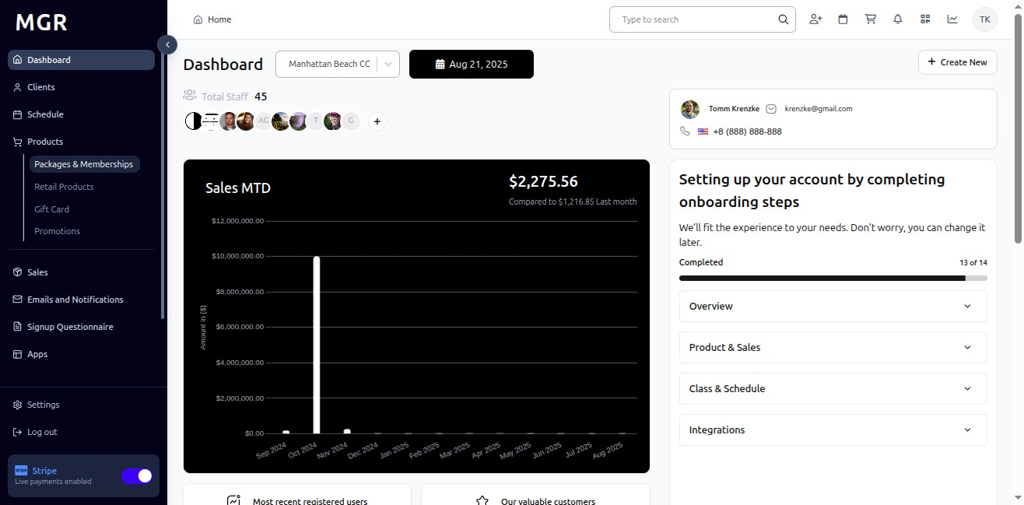 MGR
Dashboard
Clients
Schedule
Products
Packages & Memberships
Retail Products
Gift Card
Promotions
Sales
Emails and Notifications
Signup Questionnaire
Apps
Settings
Log out
stripe
Stripe
Live payments enabled
Home
Type to search
TK
Dashboard
Manhattan Beach CC
Aug 21, 2025
Create New
Total Staff 45
AG
T
G
+
Tomm Krenzke
krenzke@gmail.com
+8 (888) 888-888
Sales MTD
$2,275.56
Compared to $1,216.85 Last month
Amount in ($)
$12,000,000.00
$10,000,000.00
$8,000,000.00
$6,000,000.00
$4,000,000.00
$2,000,000.00
$0.00
Sep 2024
Oct 2024
Nov 2024
Dec 2024
Jan 2025
Feb 2025
Mar 2025
Apr 2025
May 2025
Jun 2025
Jul 2025
Aug 2025
Setting up your account by completing
onboarding steps
We'll fit the experience to your needs. Don't worry, you can change it
later.
Completed
13 of 14
Overview
Product & Sales
Class & Schedule
Integrations
Most recent registered users
Our valuable customers